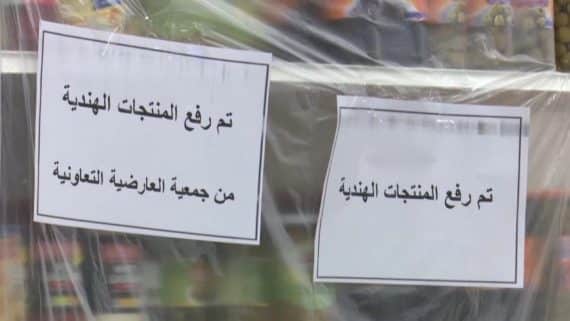 تم رفع المنتجات الهندية
من جمعية العارضية التعاونية
تم رفع المنتجات الهندية